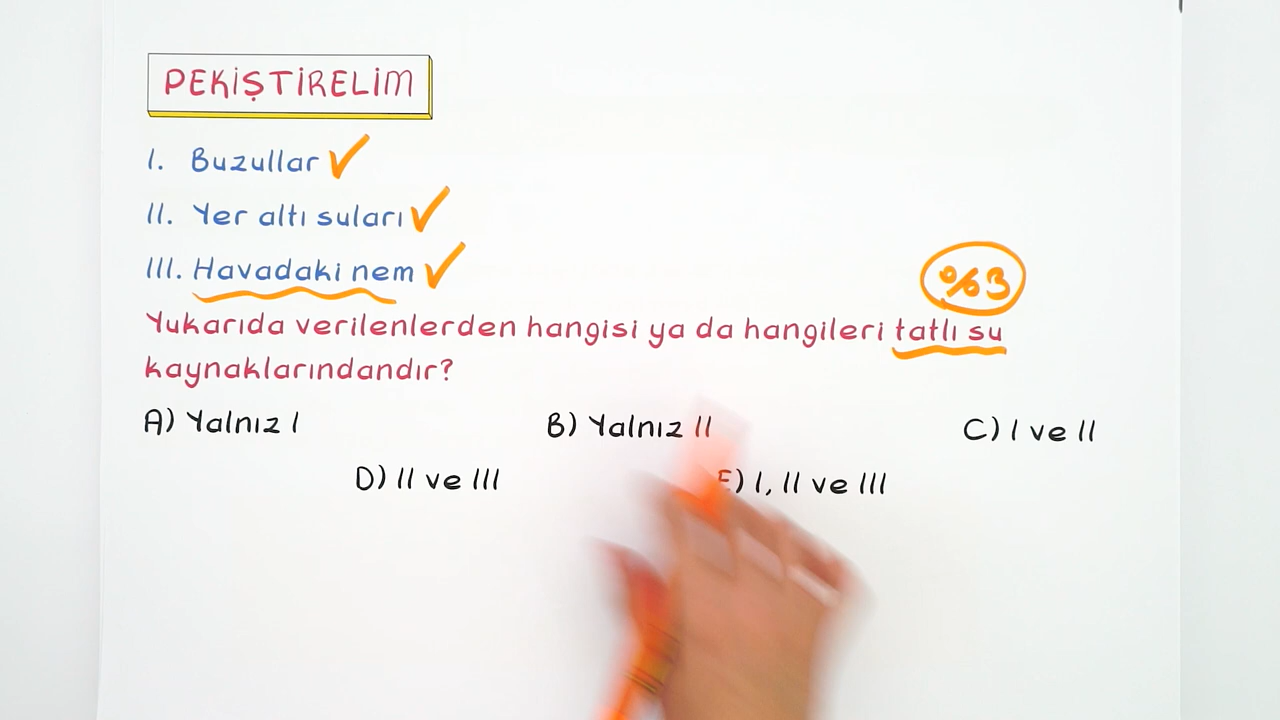 PEKİŞTİRELİM
I. Buzullar
II. Yer altı suları
III. Havadaki nem
%3
Yukarıda verilenlerden hangisi ya da hangileri tatlı su
kaynaklarındandır?
A) Yalnız I
B) Yalnız II
C) I ve II
D) II ve III
E) I, II ve III